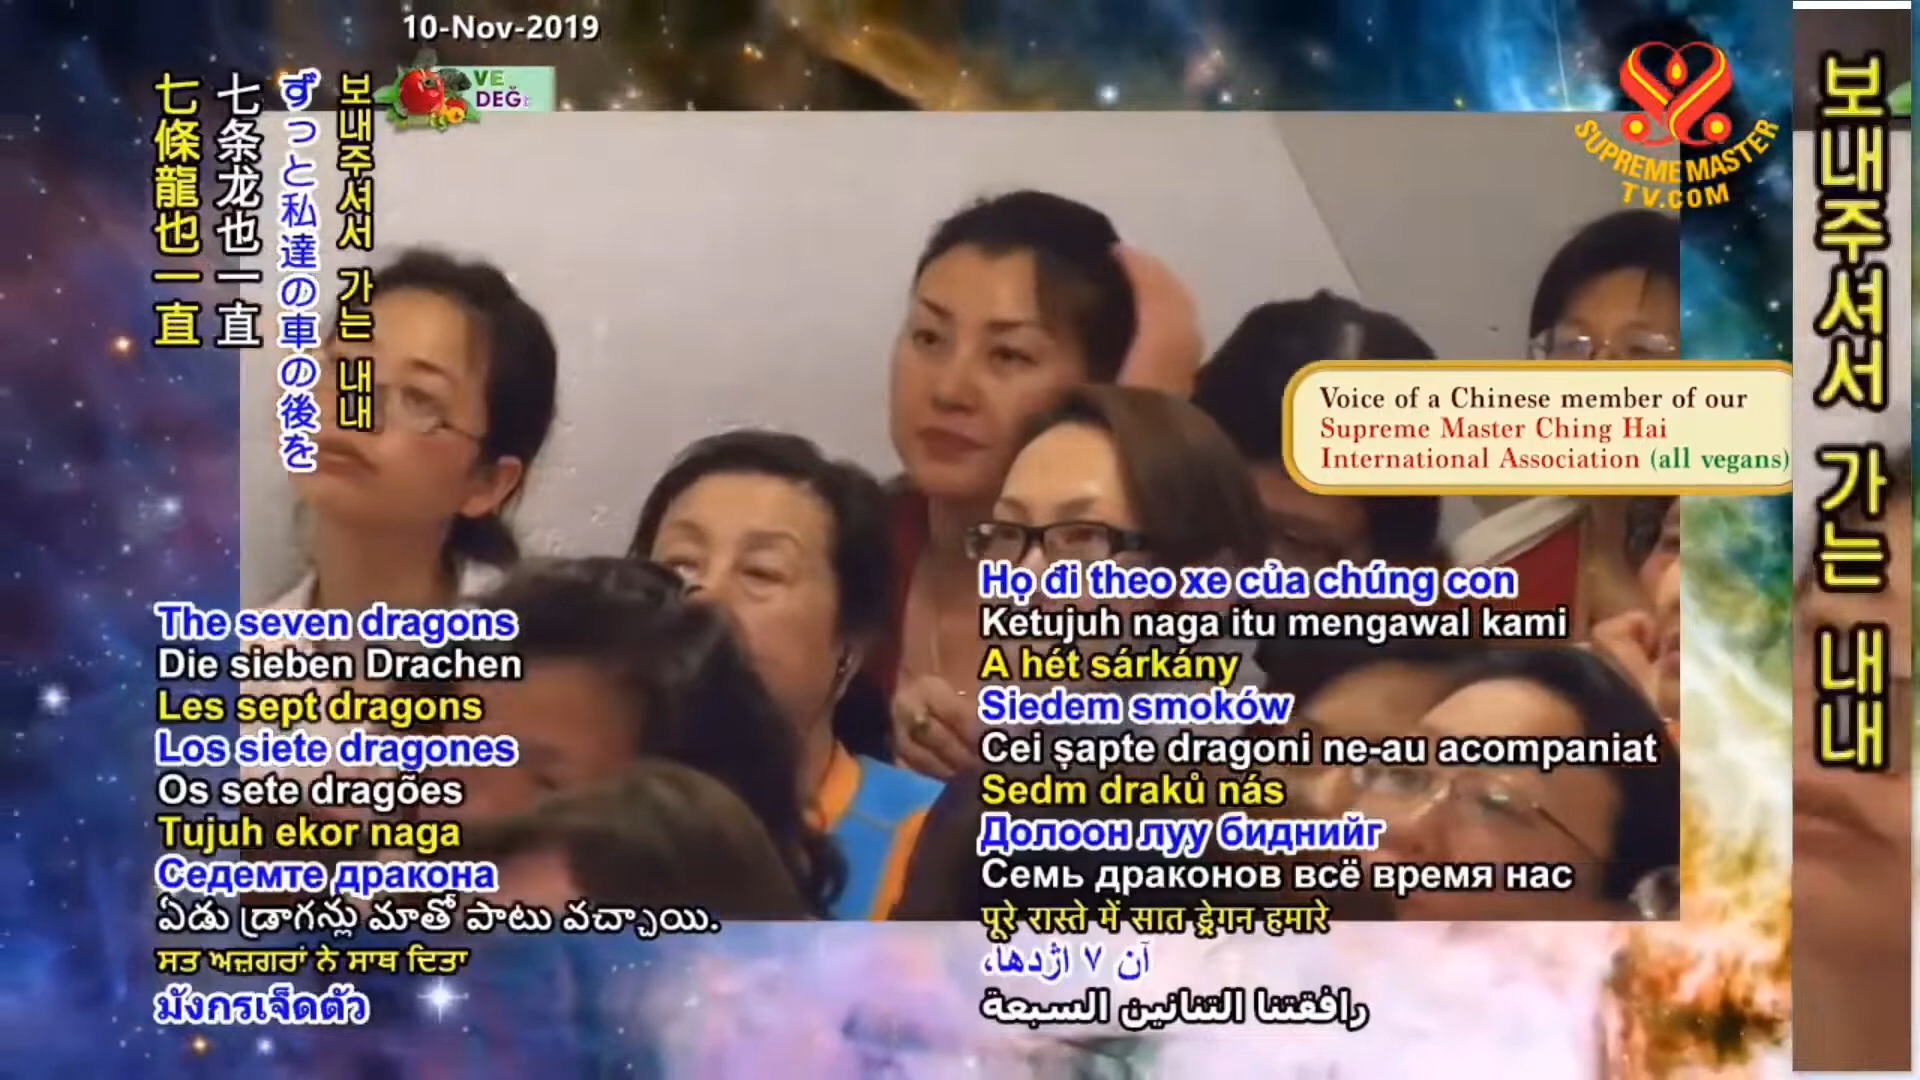 10-Nov-2019
VE
DEĞ
SUPREME MASTER
TV.COM
보내주셔서 가는 내내
ずっと私達の車の後を
七条龙也一直
七條龍也一直
보내주셔서 가는 내내
Voice of a Chinese member of our
Supreme Master Ching Hai
International Association (all vegans)
The seven dragons
Die sieben Drachen
Les sept dragons
Los siete dragones
Os sete dragões
Tujuh ekor naga
Седемте дракона
ఏడు డ్రాగన్లు మాతో పాటు వచ్చాయి.
ਸਤ ਅਜ਼ਗਰਾਂ ਨੇ ਸਾਥ ਦਿਤਾ
มังกรเจ็ดตัว
Họ đi theo xe của chúng con
Ketujuh naga itu mengawal kami
A hét sárkány
Siedem smoków
Cei șapte dragoni ne-au acompaniat
Sedm draků nás
Долоон луу биднийг
Семь драконов всё время нас
पूरे रास्ते में सात ड्रेगन हमारे
آن ۷ اژدها،
رافقتنا التنانين السبعة